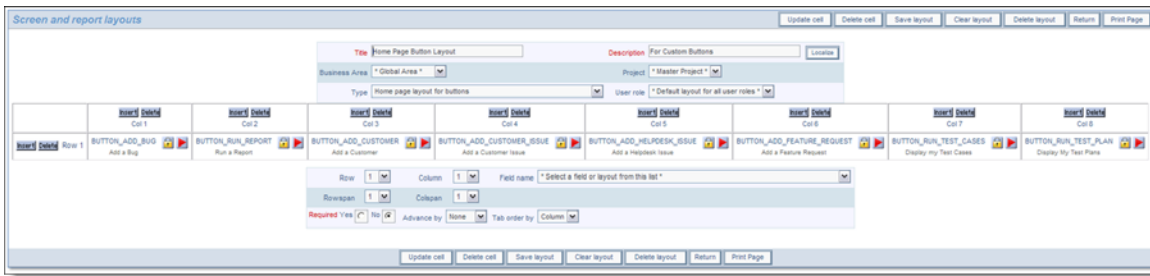 Screen and report layouts
Update cell Delete cell Save layout Clear layout Delete layout Return Print Page
Title Home Page Button Layout Description For Custom Buttons Localize
Business Area * Global Area * Project * Master Project *
Type Home page layout for buttons User role * Default layout for all user roles *
Insert Delete Insert Delete Insert Delete Insert Delete Insert Delete Insert Delete Insert Delete Insert Delete
Col 1 Col 2 Col 3 Col 4 Col 5 Col 6 Col 7 Col 8
Insert Delete Row 1 BUTTON_ADD_BUG BUTTON_RUN_REPORT BUTTON_ADD_CUSTOMER BUTTON_ADD_CUSTOMER_ISSUE BUTTON_ADD_HELPDESK_ISSUE BUTTON_ADD_FEATURE_REQUEST BUTTON_RUN_TEST_CASES BUTTON_RUN_TEST_PLAN
Add a Bug Run a Report Add a Customer Add a Customer Issue Add a Helpdesk Issue Add a Feature Request Display my Test Cases Display My Test Plans
Row 1 Column 1 Field name * Select a field or layout from this list *
Rowspan 1 Colspan 1
Required Yes No Advance by None Tab order by Column
Update cell Delete cell Save layout Clear layout Delete layout Return Print Page